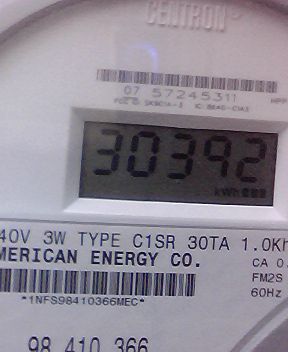 CENTRON
07 57245311
30392
kWh 888
40V 3W TYPE C1SR 30TA 1.0Kh
MERICAN ENERGY CO. CA 0.
FM2S
*1NFS98410366MEC* 60Hz
98 410 366